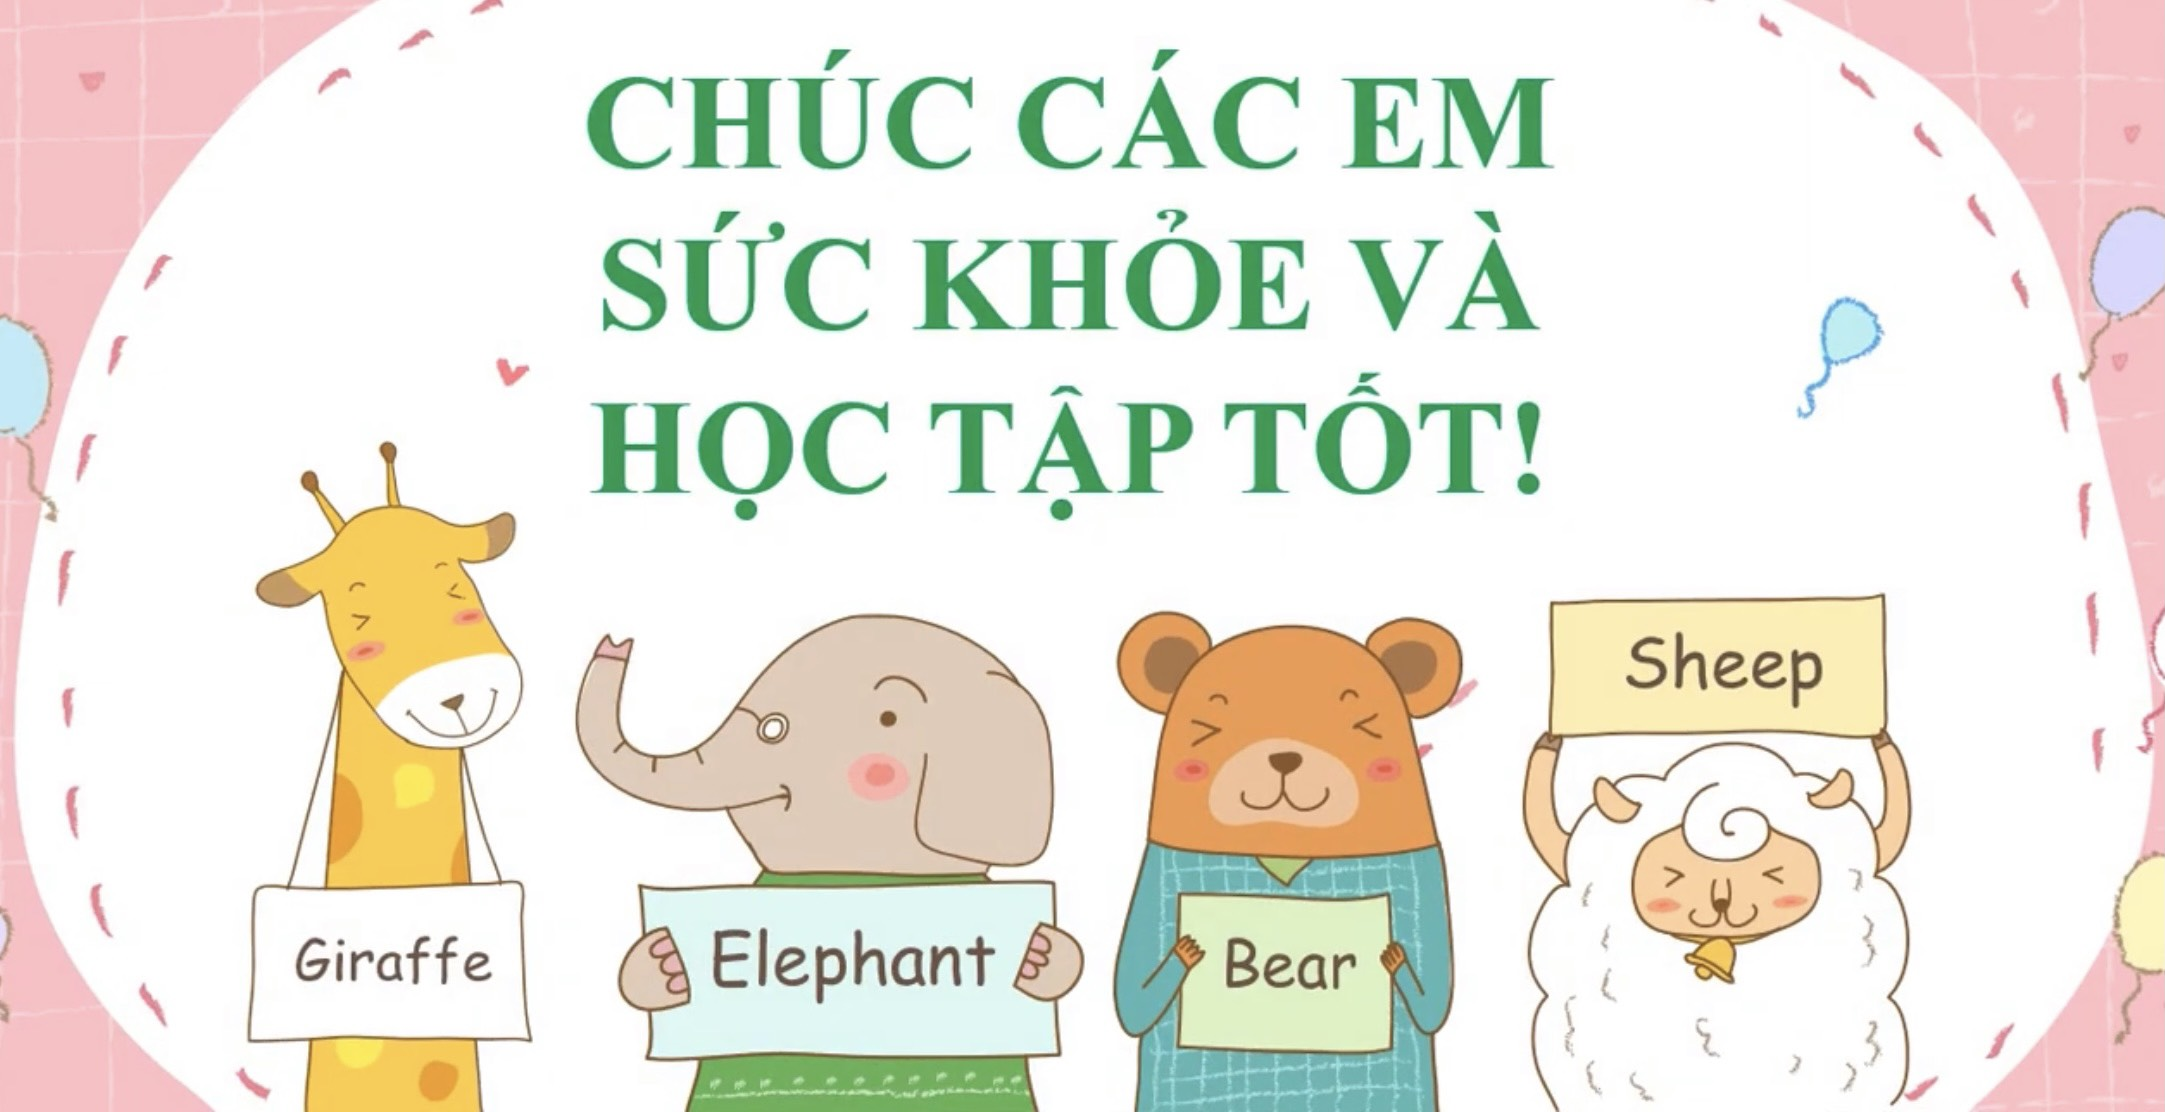 CHÚC CÁC EM
SỨC KHỎE VÀ
HỌC TẬP TỐT!
Sheep
Giraffe
Elephant
Bear